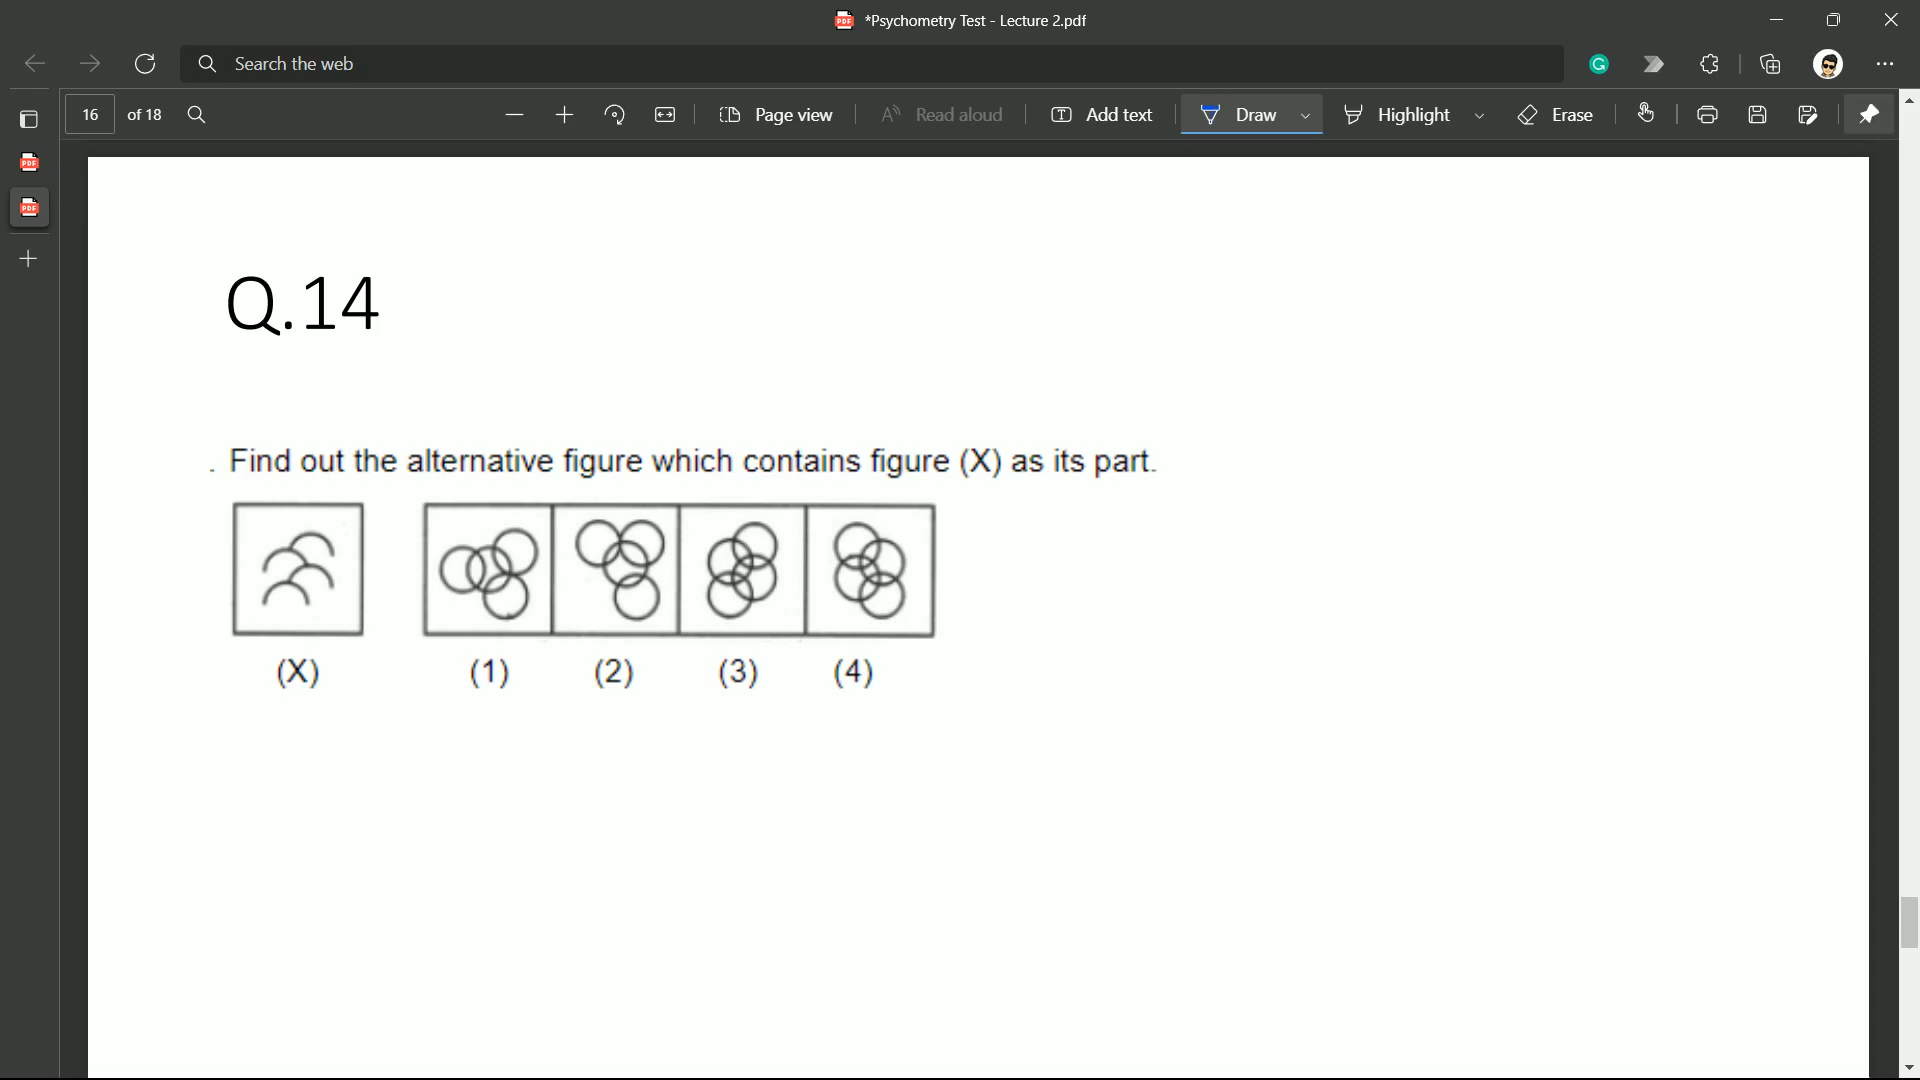 *Psychometry Test - Lecture 2.pdf
Search the web
16 of 18 Page view Read aloud Add text Draw Highlight Erase
Q.14
. Find out the alternative figure which contains figure (X) as its part.
(X) (1) (2) (3) (4)